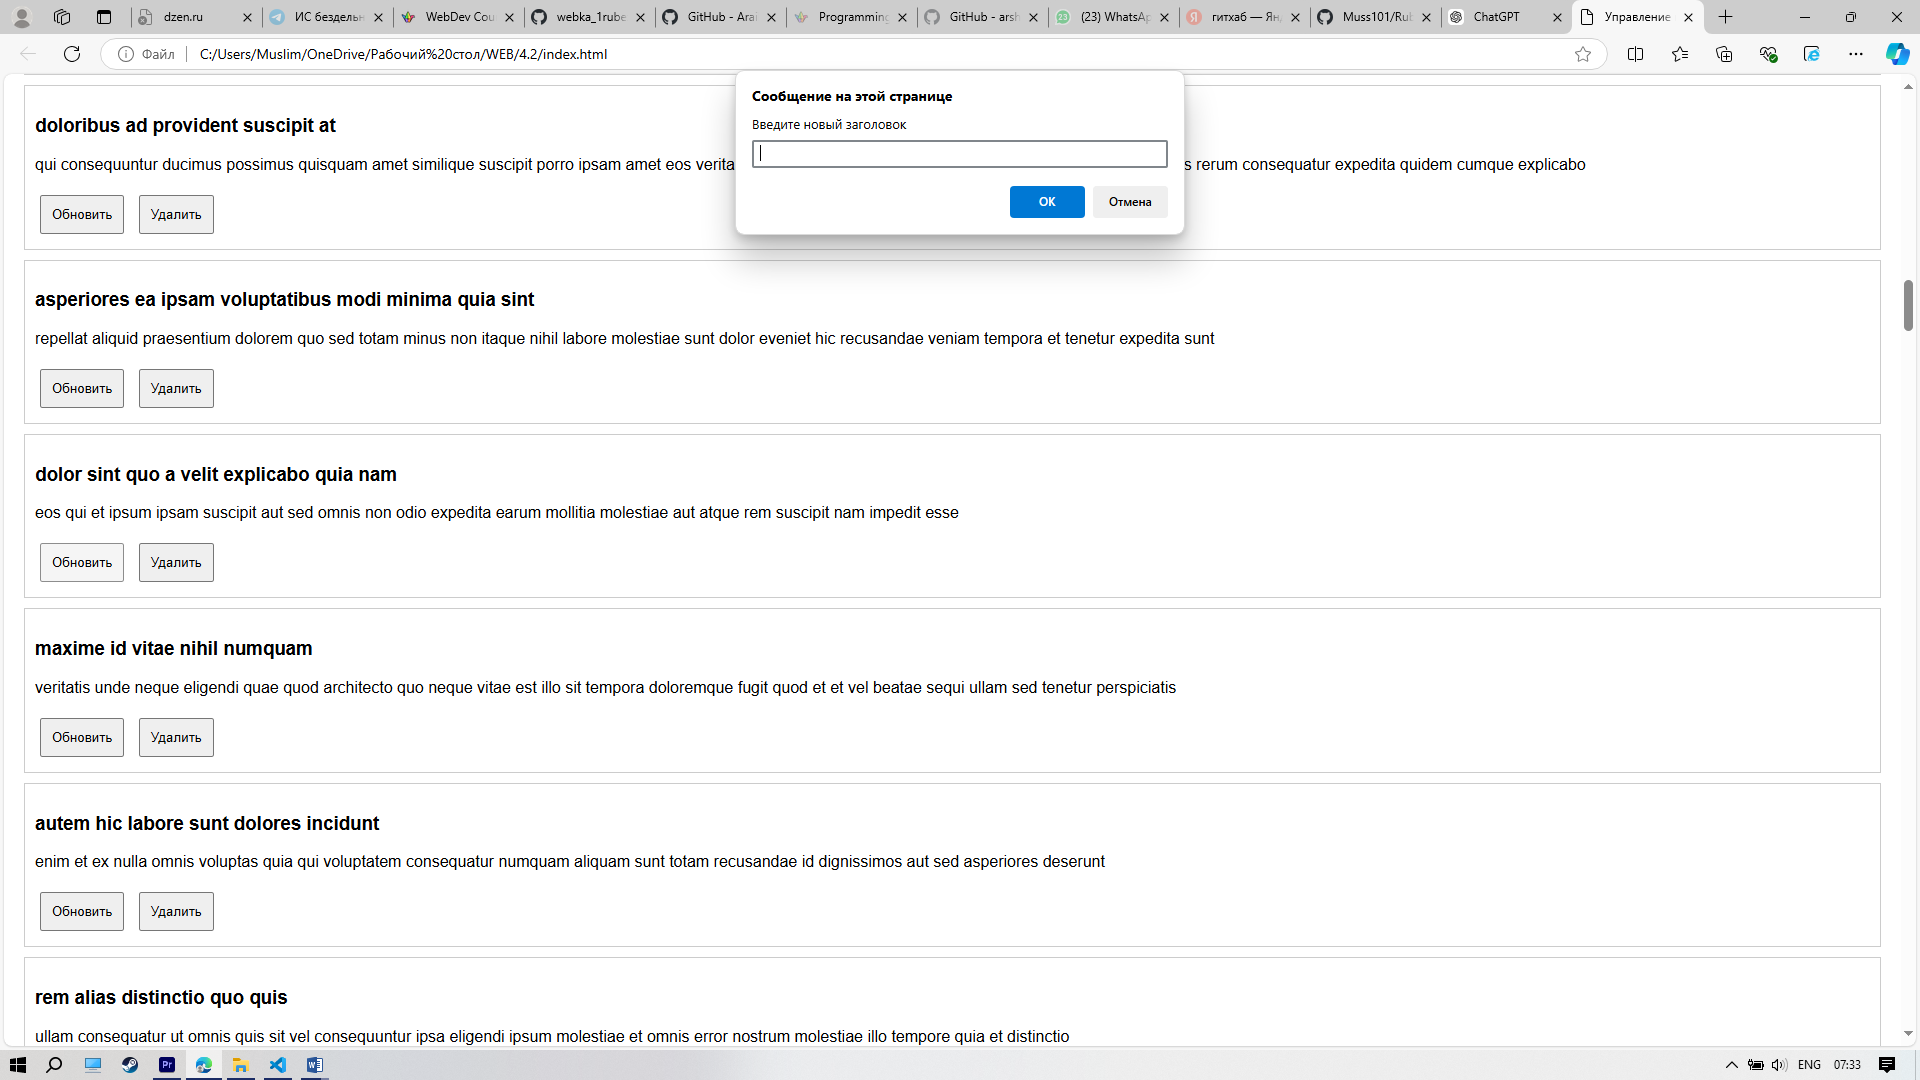 dzen.ru
ИС бездельн
WebDev Cou
webka_1rube
GitHub - Arai
Programming
GitHub - arsh
(23) WhatsAp
гитхаб — Ян
Muss101/Rub
ChatGPT
Управление
Файл
C:/Users/Muslim/OneDrive/Рабочий%20стол/WEB/4.2/index.html
Сообщение на этой странице
Введите новый заголовок
OK
Отмена
doloribus ad provident suscipit at
qui consequuntur ducimus possimus quisquam amet similique suscipit porro ipsam amet eos verita s rerum consequatur expedita quidem cumque explicabo
Обновить Удалить
asperiores ea ipsam voluptatibus modi minima quia sint
repellat aliquid praesentium dolorem quo sed totam minus non itaque nihil labore molestiae sunt dolor eveniet hic recusandae veniam tempora et tenetur expedita sunt
Обновить Удалить
dolor sint quo a velit explicabo quia nam
eos qui et ipsum ipsam suscipit aut sed omnis non odio expedita earum mollitia molestiae aut atque rem suscipit nam impedit esse
Обновить Удалить
maxime id vitae nihil numquam
veritatis unde neque eligendi quae quod architecto quo neque vitae est illo sit tempora doloremque fugit quod et et vel beatae sequi ullam sed tenetur perspiciatis
Обновить Удалить
autem hic labore sunt dolores incidunt
enim et ex nulla omnis voluptas quia qui voluptatem consequatur numquam aliquam sunt totam recusandae id dignissimos aut sed asperiores deserunt
Обновить Удалить
rem alias distinctio quo quis
ullam consequatur ut omnis quis sit vel consequuntur ipsa eligendi ipsum molestiae et omnis error nostrum molestiae illo tempore quia et distinctio
Pr
ENG 07:33